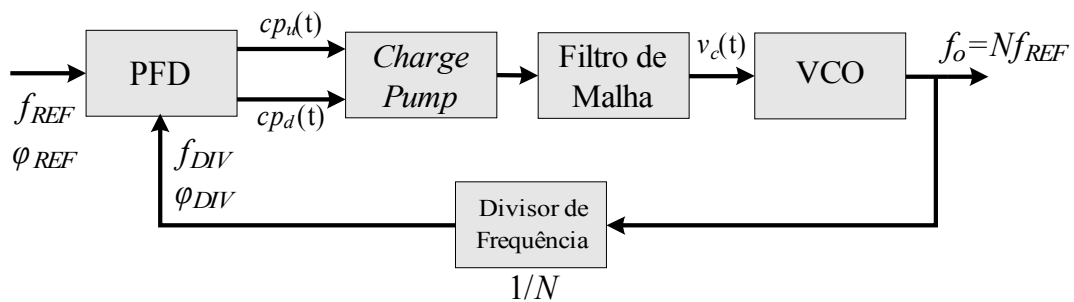 PFD
cpu(t)
cpd(t)
Charge
Pump
Filtro de
Malha
vc(t)
VCO
fo=NfREF
fREF
φREF
fDIV
φDIV
Divisor de
Frequência
1/N